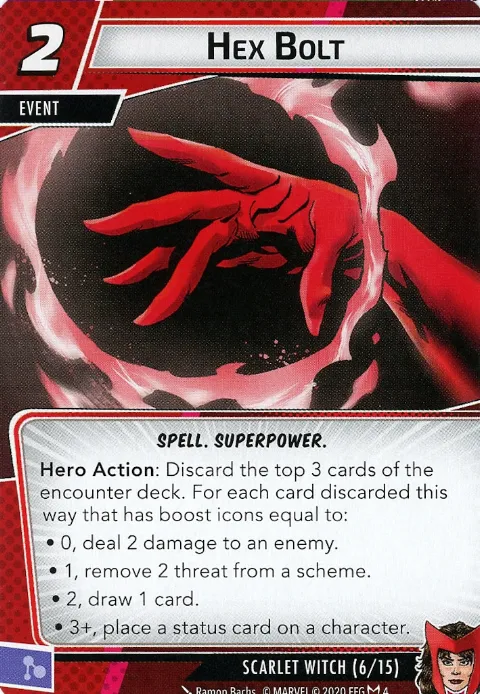 2
HEX BOLT
EVENT
SPELL. SUPERPOWER.
Hero Action: Discard the top 3 cards of the
encounter deck. For each card discarded this
way that has boost icons equal to:
• 0, deal 2 damage to an enemy.
• 1, remove 2 threat from a scheme.
• 2, draw 1 card.
• 3+, place a status card on a character.
SCARLET WITCH (6/15)
Ramon Bachs. © MARVEL © 2020 FFG 4